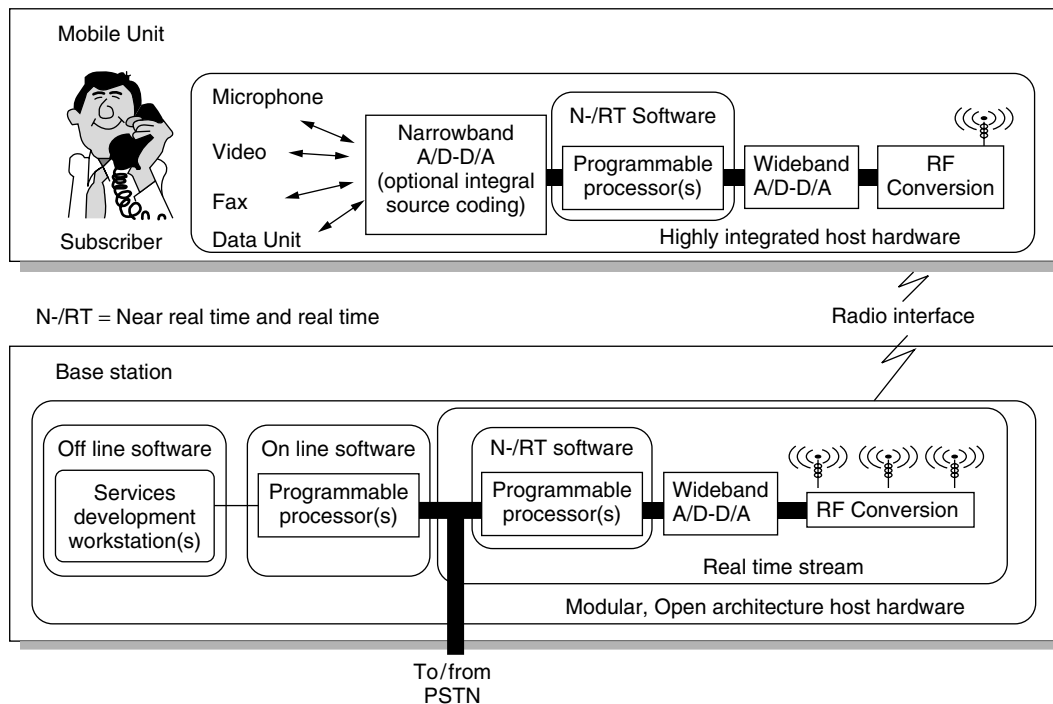 Mobile Unit
Microphone
Video
Fax
Data Unit
Subscriber
Narrowband
A/D-D/A
(optional integral
source coding)
N-/RT Software
Programmable
processor(s)
Wideband
A/D-D/A
RF
Conversion
Highly integrated host hardware
N-/RT = Near real time and real time
Radio interface
Base station
Off line software
Services
development
workstation(s)
On line software
Programmable
processor(s)
N-/RT software
Programmable
processor(s)
Wideband
A/D-D/A
RF Conversion
Real time stream
Modular, Open architecture host hardware
To/from
PSTN